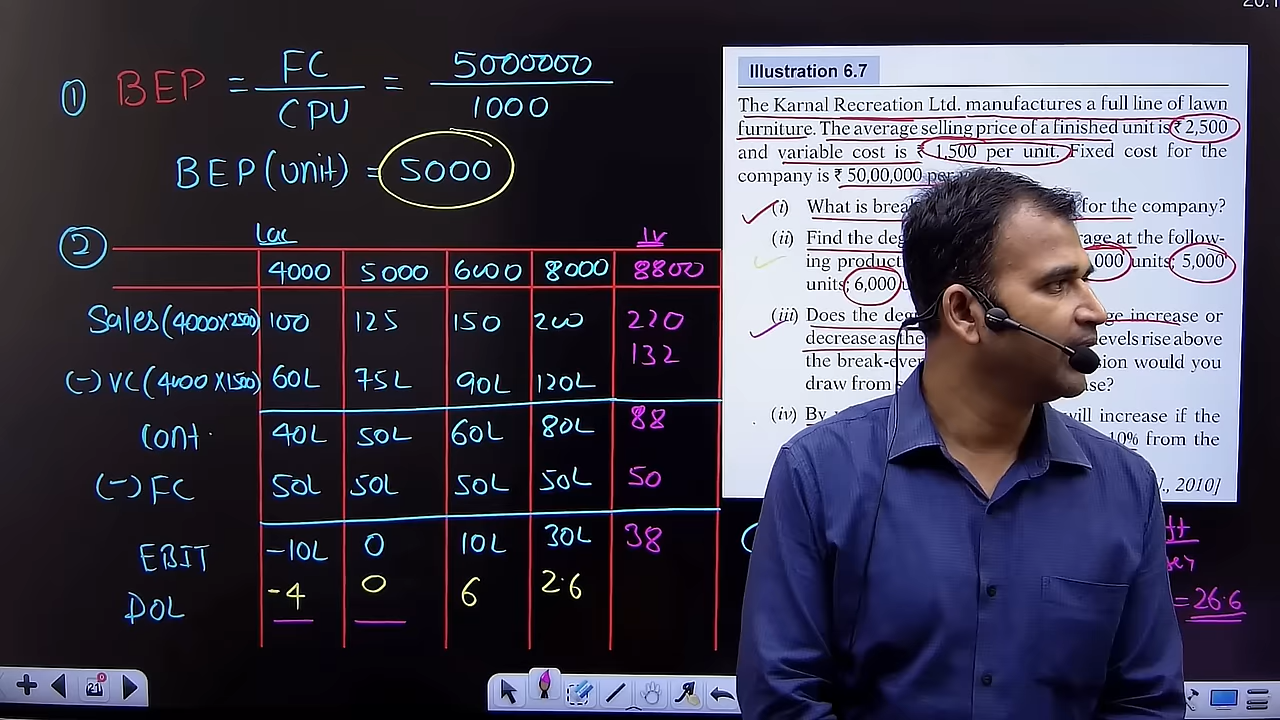 20:1
① BEP = FC / CPU = 5000000 / 1000
BEP (unit) = 5000
② Lac iv
4000 5000 6000 8000 8800
Sales (4000x2500) 100 125 150 200 220
(-) VC (4000x1500) 60L 75L 90L 120L 132
Cont. 40L 50L 60L 80L 88
(-) FC 50L 50L 50L 50L 50
EBIT -10L 0 10L 30L 38
DOL -4 0 6 2.6
Illustration 6.7
The Karnal Recreation Ltd. manufactures a full line of lawn
furniture. The average selling price of a finished unit is ₹ 2,500
and variable cost is ₹ 1,500 per unit. Fixed cost for the
company is ₹ 50,00,000 per
(i) What is for the company?
(ii) Find the at the follow-
ing units; 5,000
units; 6,000
(iii) Does the increase or
decrease as the levels rise above
the would you
draw from
(iv) By will increase if the
10% from the
2010]
= 26.6
21